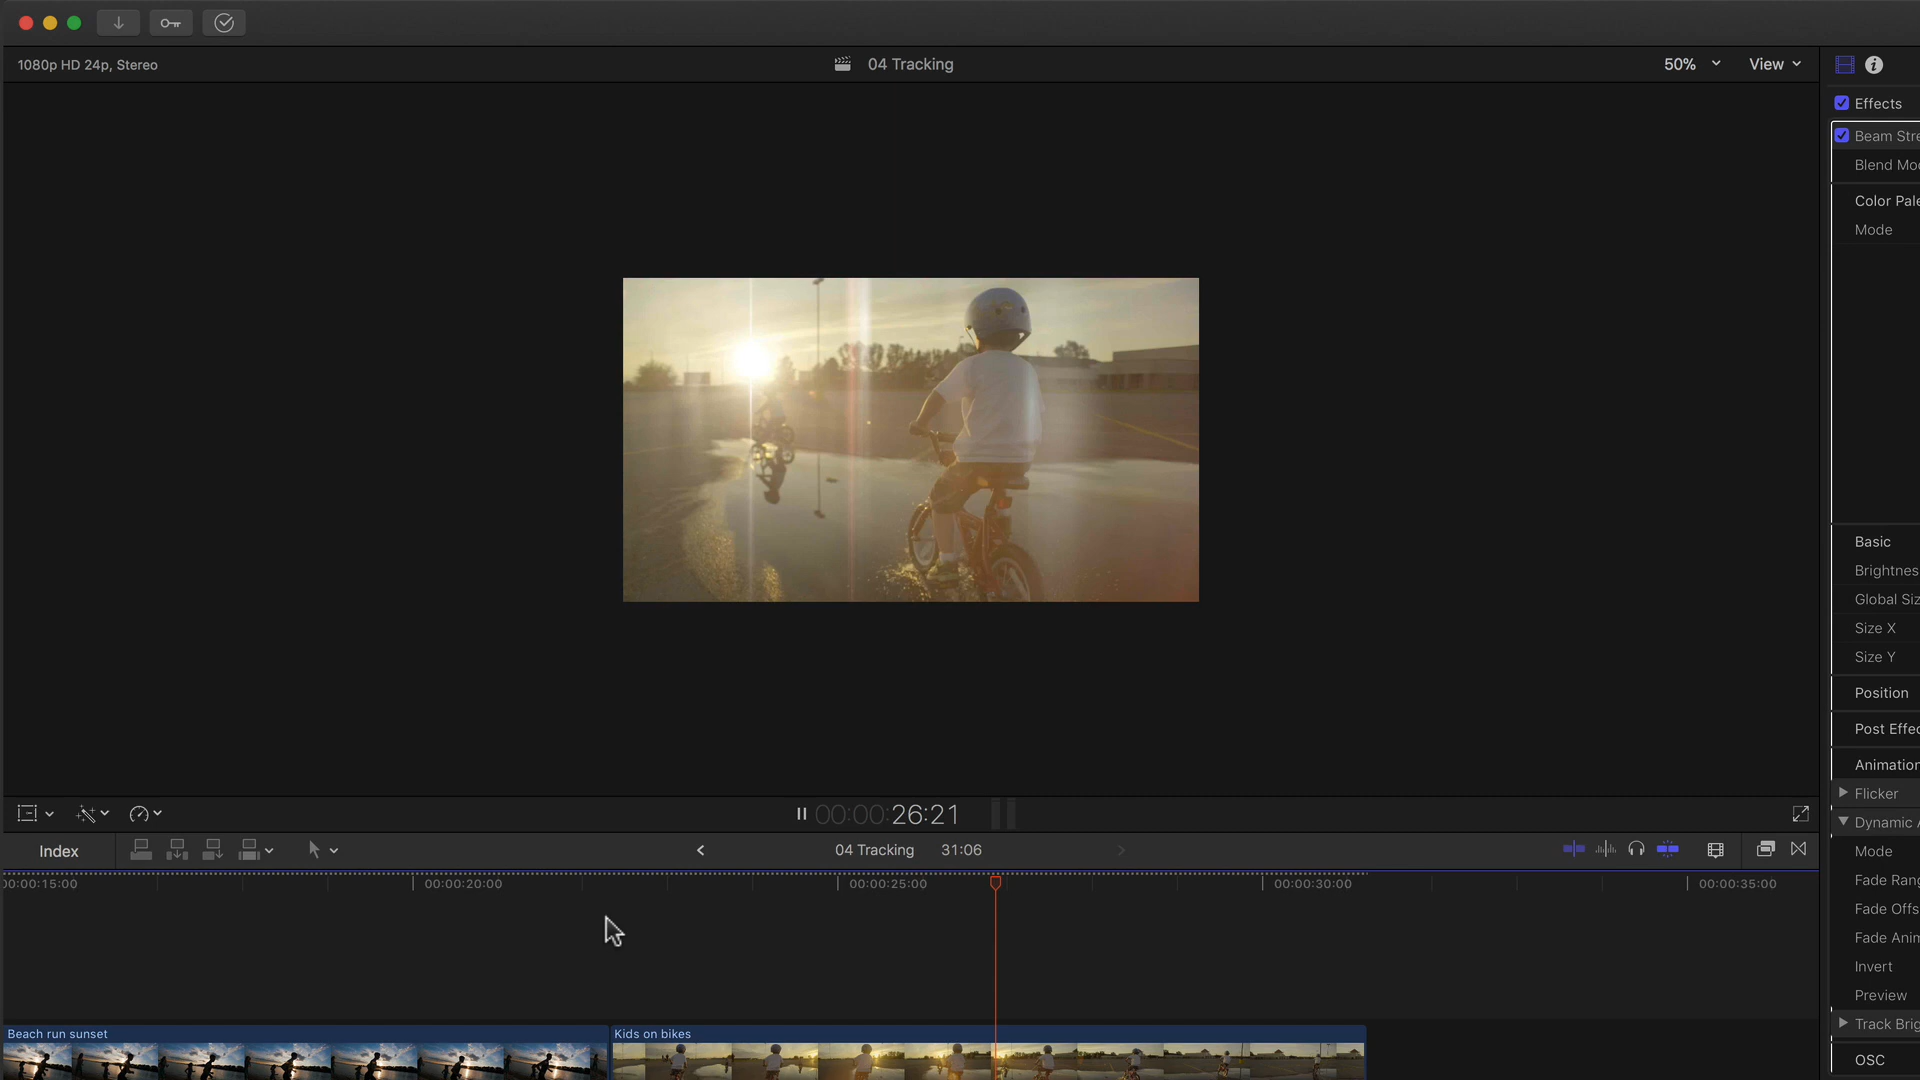 1080p HD 24p, Stereo
04 Tracking
50%
View
Effects
Beam Stre
Blend Mod
Color Pale
Mode
Basic
Brightnes
Global Siz
Size X
Size Y
Position
Post Effec
Animation
Flicker
Dynamic A
Mode
Fade Rang
Fade Offs
Fade Anim
Invert
Preview
Track Brig
OSC
00:00:26:21
Index
04 Tracking
31:06
00:00:15:00
00:00:20:00
00:00:25:00
00:00:30:00
00:00:35:00
Beach run sunset
Kids on bikes